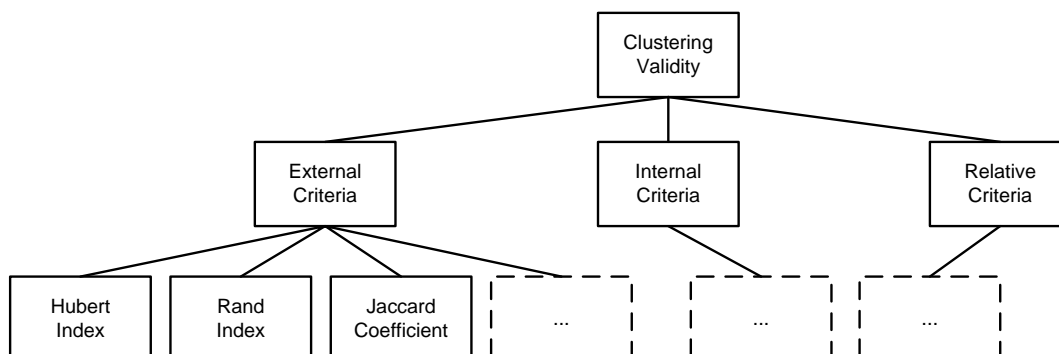 Clustering
Validity
External
Criteria
Internal
Criteria
Relative
Criteria
Hubert
Index
Rand
Index
Jaccard
Coefficient
...
...
...